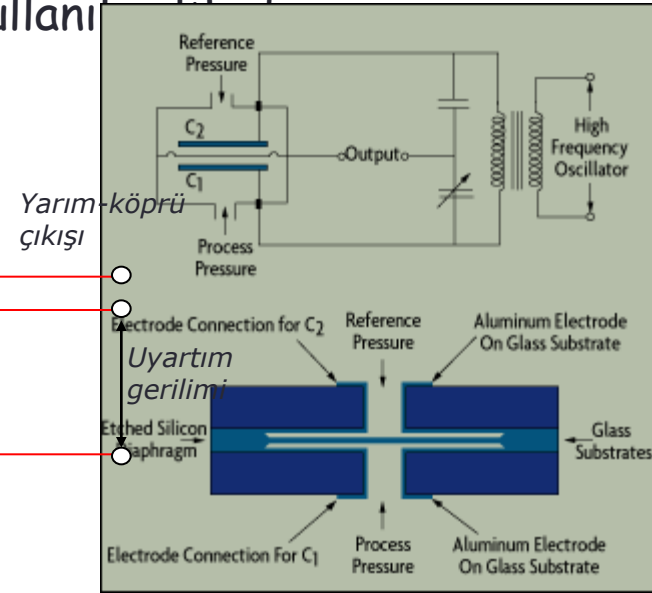 Reference
Pressure
C2
C1
Output
High
Frequency
Oscillator
Process
Pressure
Yarım-köprü
çıkışı
Electrode Connection for C2
Reference
Pressure
Aluminum Electrode
On Glass Substrate
Uyartım
gerilimi
Etched Silicon
Diaphragm
Glass
Substrates
Electrode Connection For C1
Process
Pressure
Aluminum Electrode
On Glass Substrate